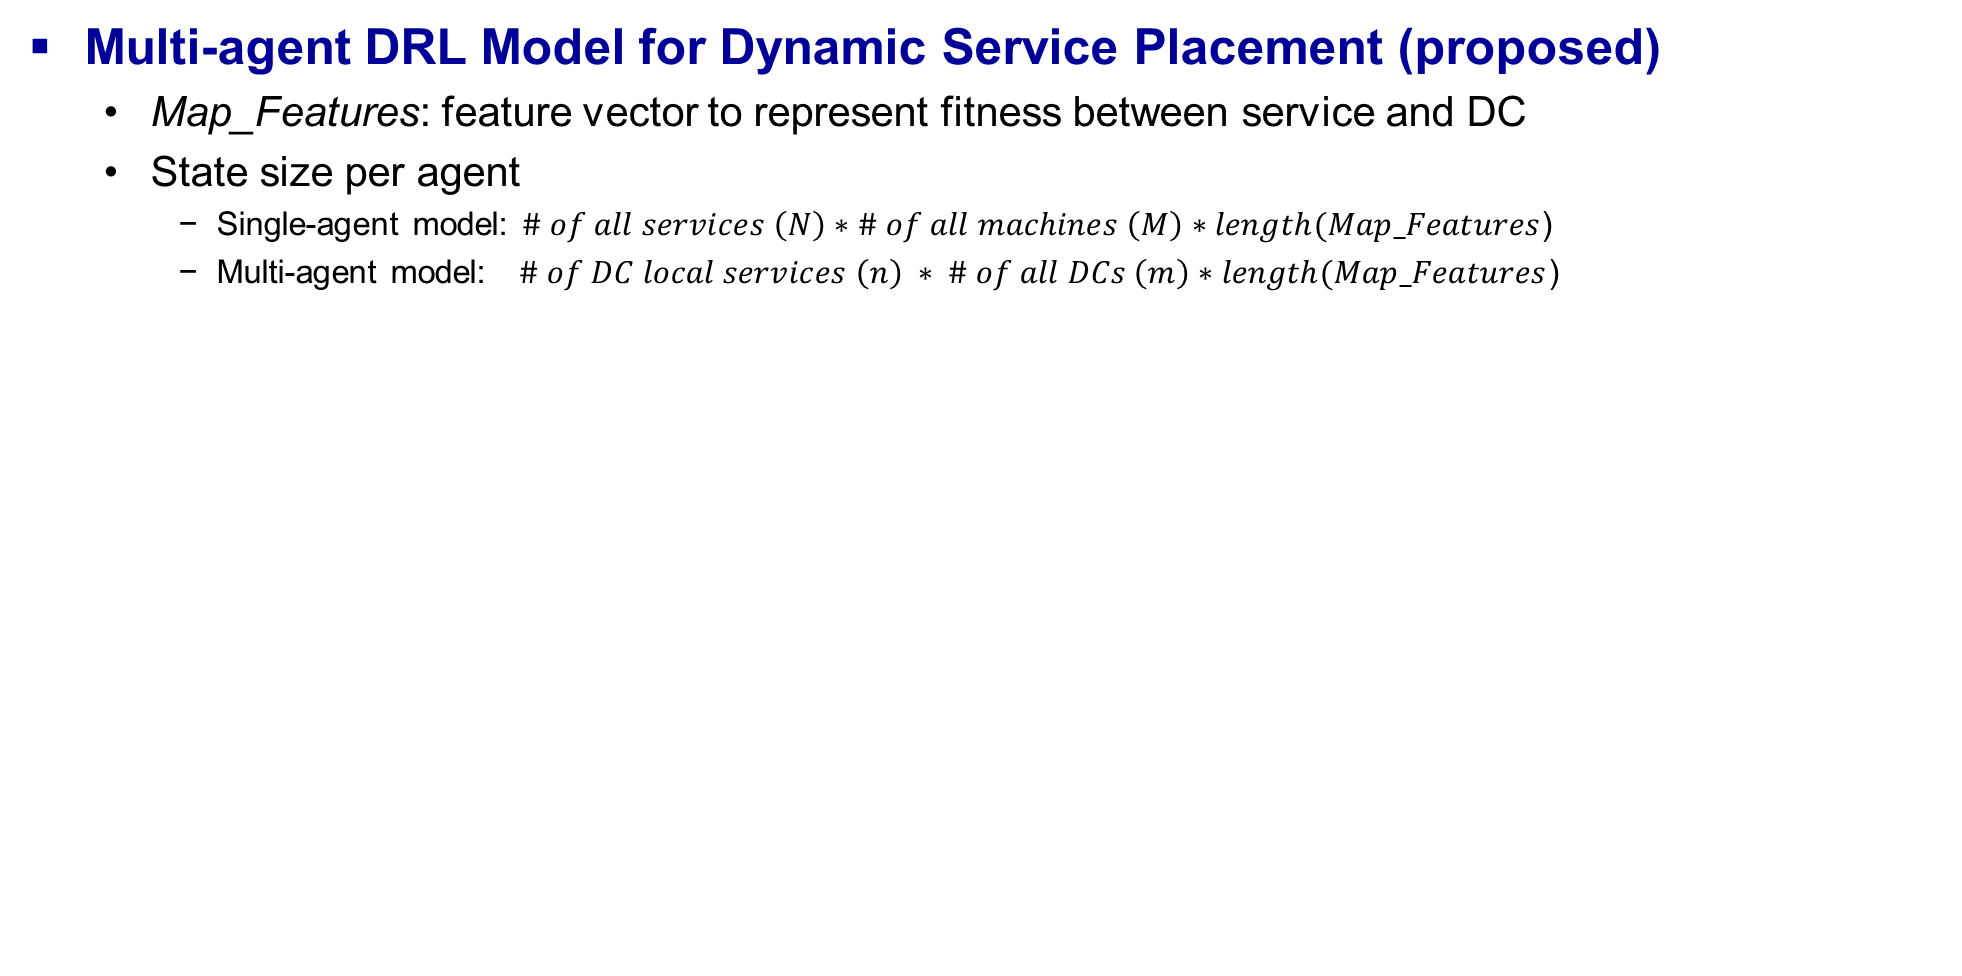 ▪ Multi-agent DRL Model for Dynamic Service Placement (proposed)
• Map_Features: feature vector to represent fitness between service and DC
• State size per agent
− Single-agent model: # of all services (N) ∗ # of all machines (M) ∗ length(Map_Features)
− Multi-agent model: # of DC local services (n) ∗ # of all DCs (m) ∗ length(Map_Features)